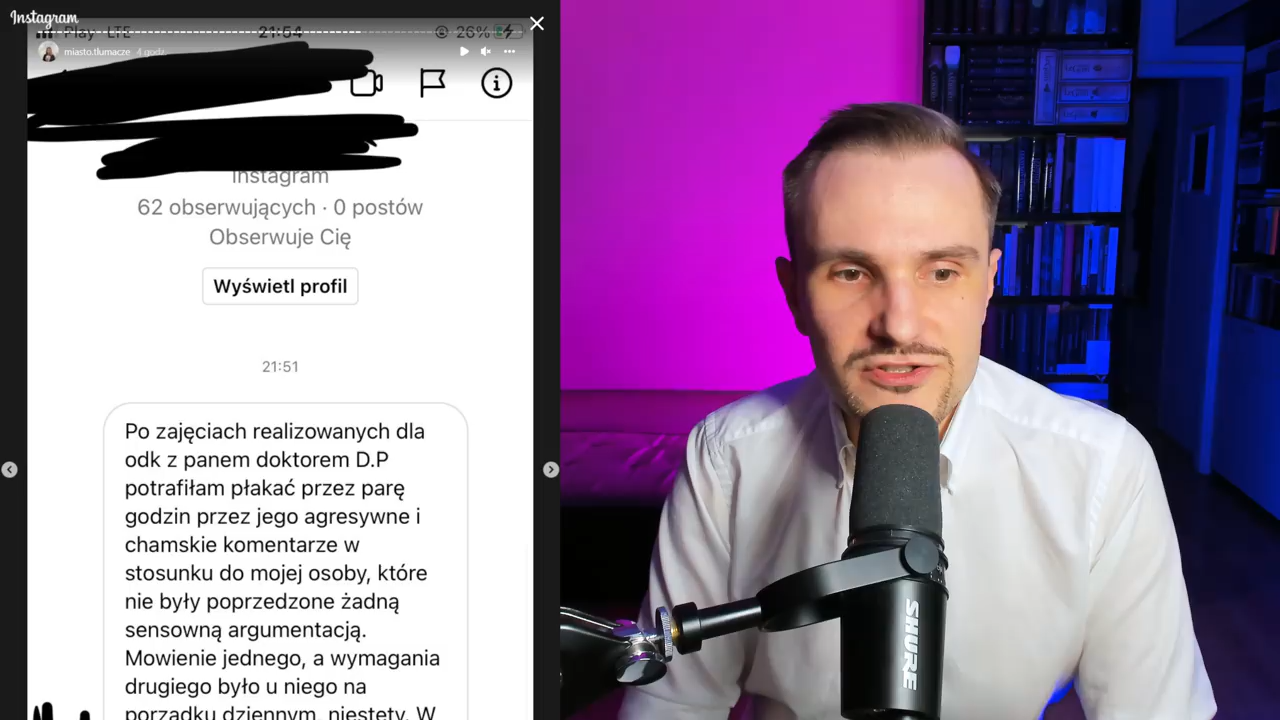 Instagram
Play LTE
21:54
26%
miasto.tlumacze 4 godz.
Instagram
62 obserwujących · 0 postów
Obserwuje Cię
Wyświetl profil
21:51
Po zajęciach realizowanych dla
odk z panem doktorem D.P
potrafiłam płakać przez parę
godzin przez jego agresywne i
chamskie komentarze w
stosunku do mojej osoby, które
nie były poprzedzone żadną
sensowną argumentacją.
Mowienie jednego, a wymagania
drugiego było u niego na
porządku dziennym, niestety. W
SHURE